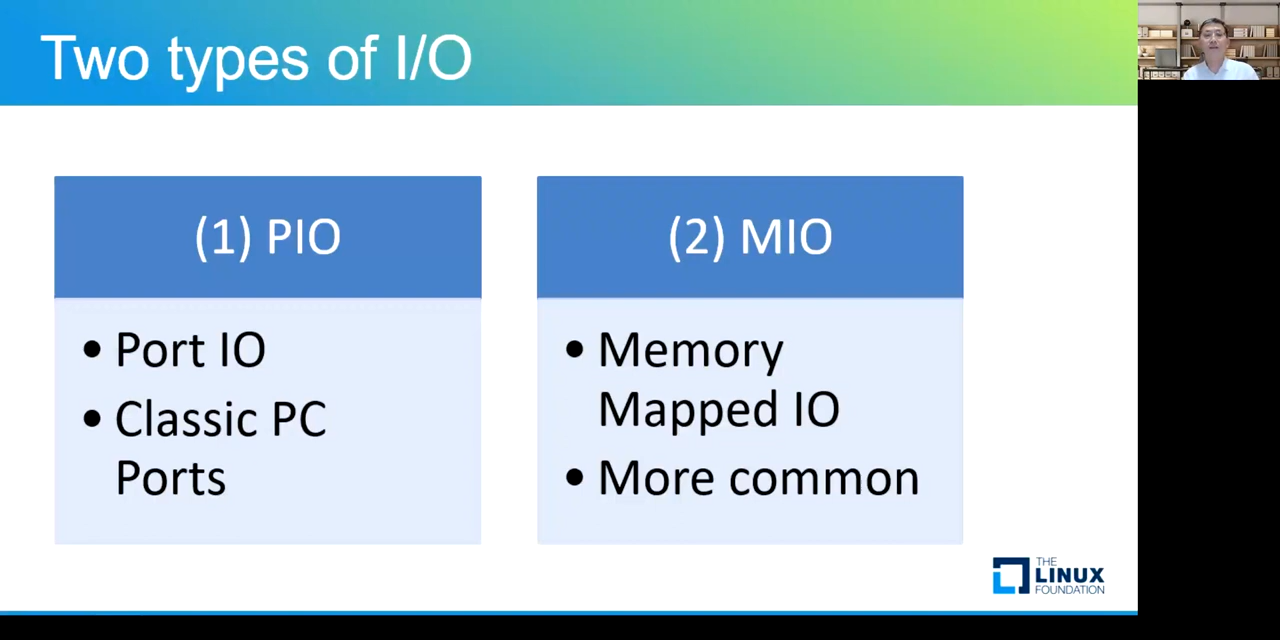 Two types of I/O
(1) PIO
• Port IO
• Classic PC
Ports
(2) MIO
• Memory
Mapped IO
• More common
THE
LINUX
FOUNDATION